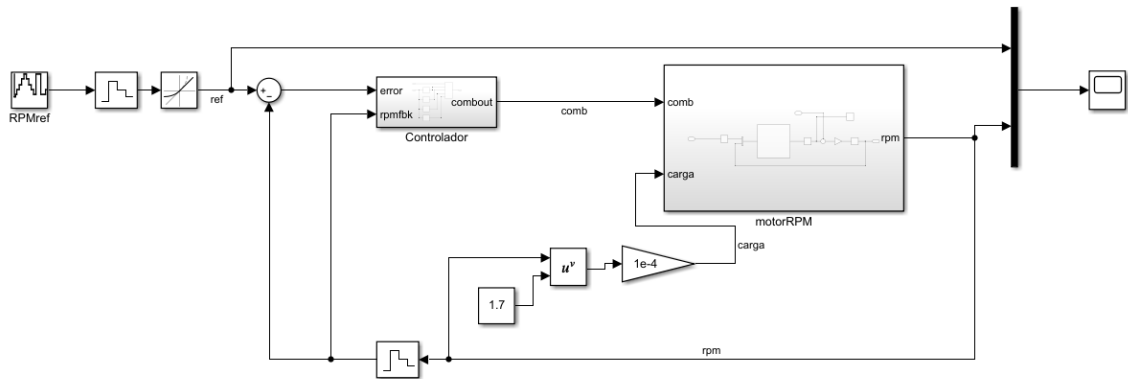 RPMref
ref
error
rpmfbk
combout
Controlador
comb
comb
carga
rpm
motorRPM
carga
u^v
1e-4
1.7
rpm